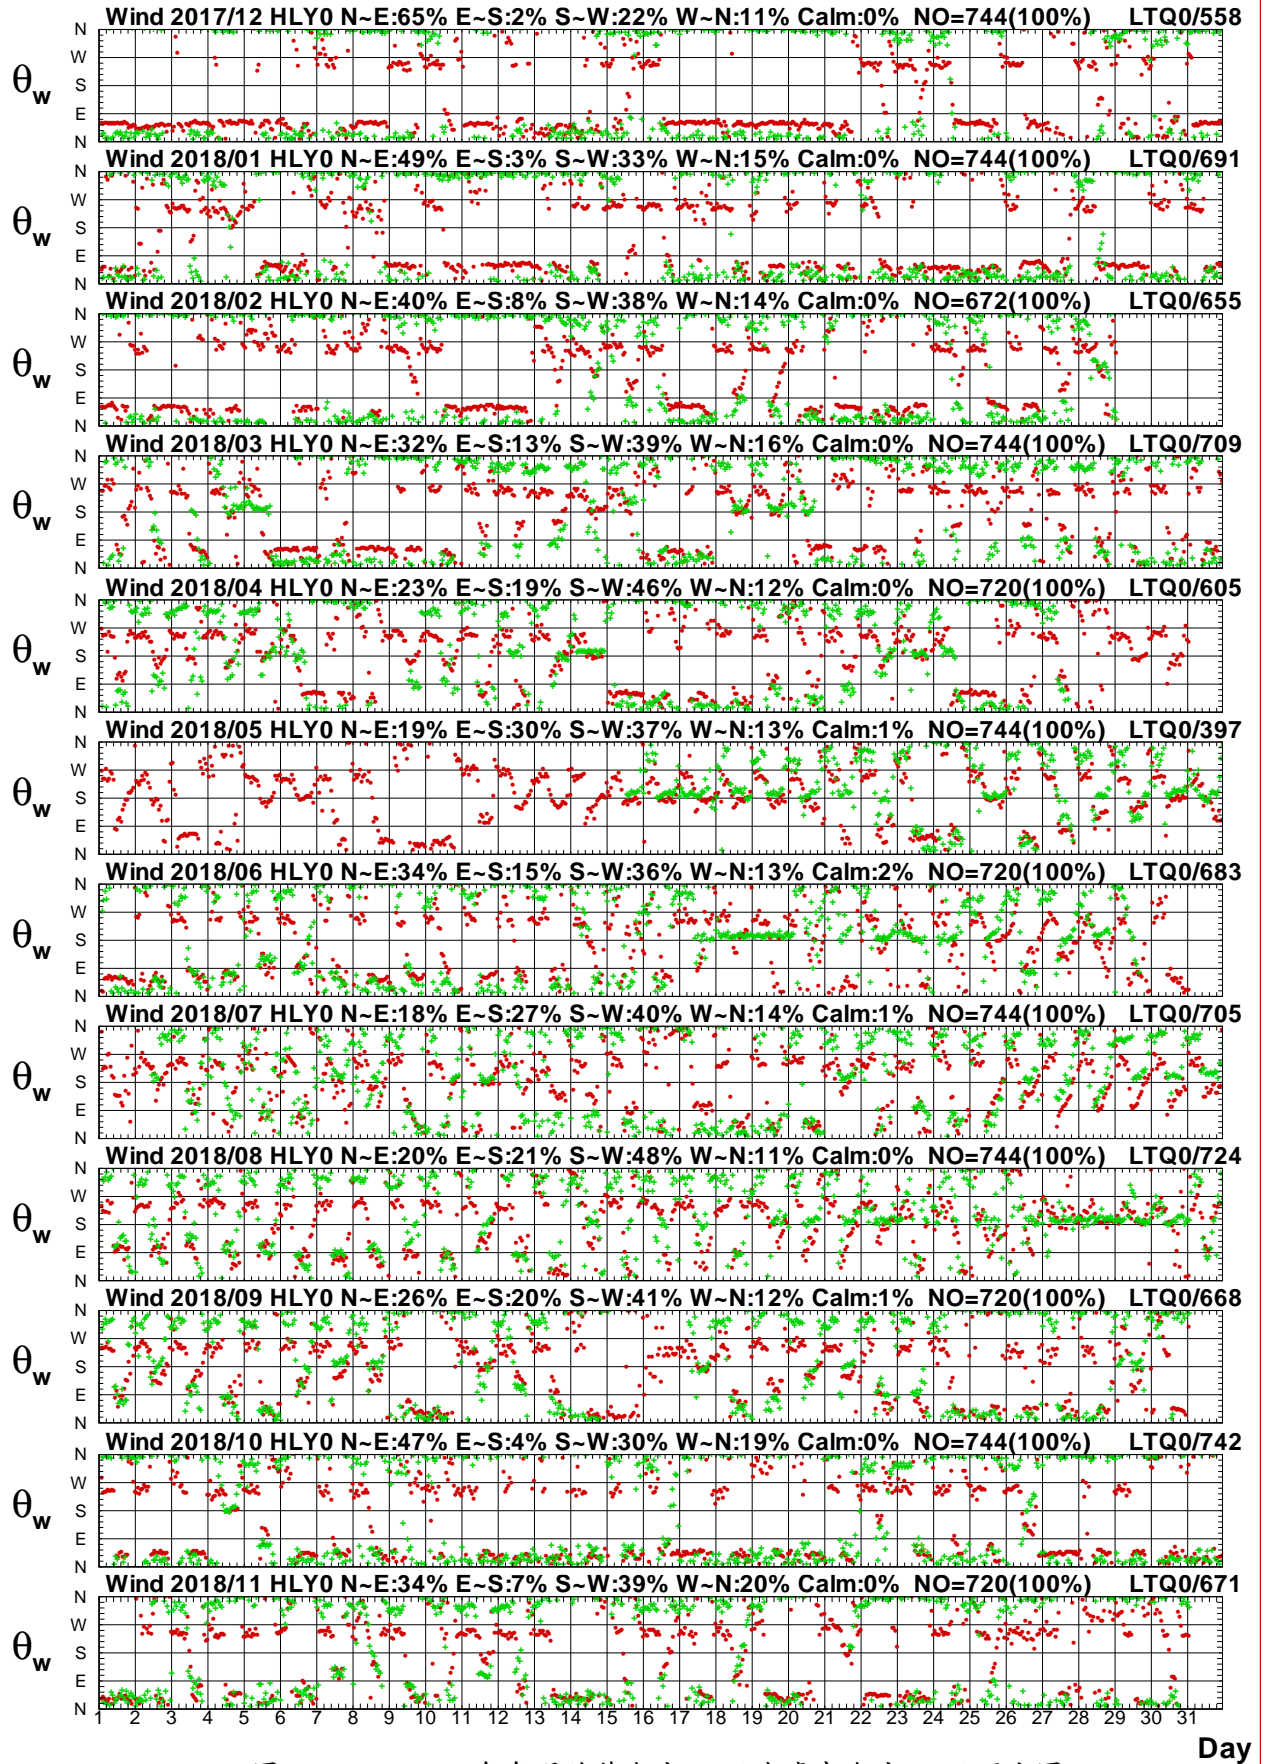 Wind 2017/12 HLY0 N~E:65% E~S:2% S~W:22% W~N:11% Calm:0% NO=744(100%) LTQ0/558
N
W
S
E
N
θw
Wind 2018/01 HLY0 N~E:49% E~S:3% S~W:33% W~N:15% Calm:0% NO=744(100%) LTQ0/691
N
W
S
E
N
θw
Wind 2018/02 HLY0 N~E:40% E~S:8% S~W:38% W~N:14% Calm:0% NO=672(100%) LTQ0/655
N
W
S
E
N
θw
Wind 2018/03 HLY0 N~E:32% E~S:13% S~W:39% W~N:16% Calm:0% NO=744(100%) LTQ0/709
N
W
S
E
N
θw
Wind 2018/04 HLY0 N~E:23% E~S:19% S~W:46% W~N:12% Calm:0% NO=720(100%) LTQ0/605
N
W
S
E
N
θw
Wind 2018/05 HLY0 N~E:19% E~S:30% S~W:37% W~N:13% Calm:1% NO=744(100%) LTQ0/397
N
W
S
E
N
θw
Wind 2018/06 HLY0 N~E:34% E~S:15% S~W:36% W~N:13% Calm:2% NO=720(100%) LTQ0/683
N
W
S
E
N
θw
Wind 2018/07 HLY0 N~E:18% E~S:27% S~W:40% W~N:14% Calm:1% NO=744(100%) LTQ0/705
N
W
S
E
N
θw
Wind 2018/08 HLY0 N~E:20% E~S:21% S~W:48% W~N:11% Calm:0% NO=744(100%) LTQ0/724
N
W
S
E
N
θw
Wind 2018/09 HLY0 N~E:26% E~S:20% S~W:41% W~N:12% Calm:1% NO=720(100%) LTQ0/668
N
W
S
E
N
θw
Wind 2018/10 HLY0 N~E:47% E~S:4% S~W:30% W~N:19% Calm:0% NO=744(100%) LTQ0/742
N
W
S
E
N
θw
Wind 2018/11 HLY0 N~E:34% E~S:7% S~W:39% W~N:20% Calm:0% NO=720(100%) LTQ0/671
N
W
S
E
N
θw
1 2 3 4 5 6 7 8 9 10 11 12 13 14 15 16 17 18 19 20 21 22 23 24 25 26 27 28 29 30 31
Day